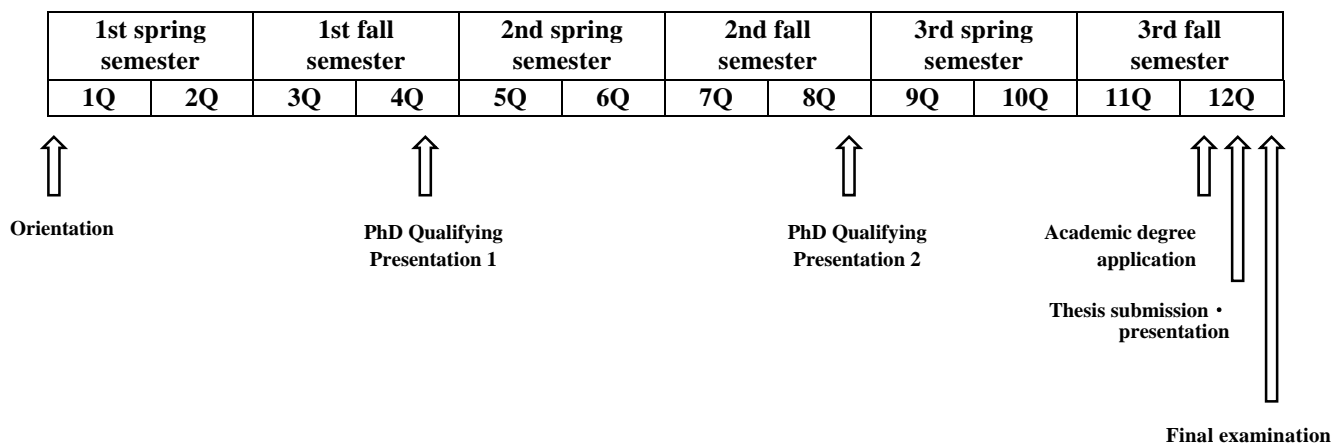 1st spring
semester
1st fall
semester
2nd spring
semester
2nd fall
semester
3rd spring
semester
3rd fall
semester
1Q 2Q 3Q 4Q 5Q 6Q 7Q 8Q 9Q 10Q 11Q 12Q
Orientation
PhD Qualifying
Presentation 1
PhD Qualifying
Presentation 2
Academic degree
application
Thesis submission・
presentation
Final examination